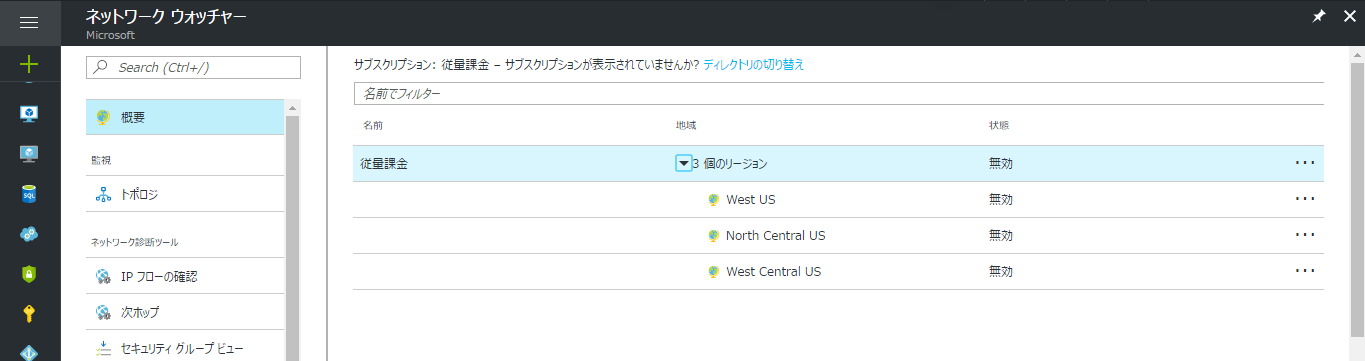 ネットワーク ウォッチャー
Microsoft
Search (Ctrl+/)
概要
監視
トポロジ
ネットワーク診断ツール
IP フローの確認
次ホップ
セキュリティ グループ ビュー
サブスクリプション: 従量課金 – サブスクリプションが表示されていませんか? ディレクトリの切り替え
名前でフィルター
名前 地域 状態
従量課金 3 個のリージョン 無効 ...
West US 無効 ...
North Central US 無効 ...
West Central US 無効 ...
SQL